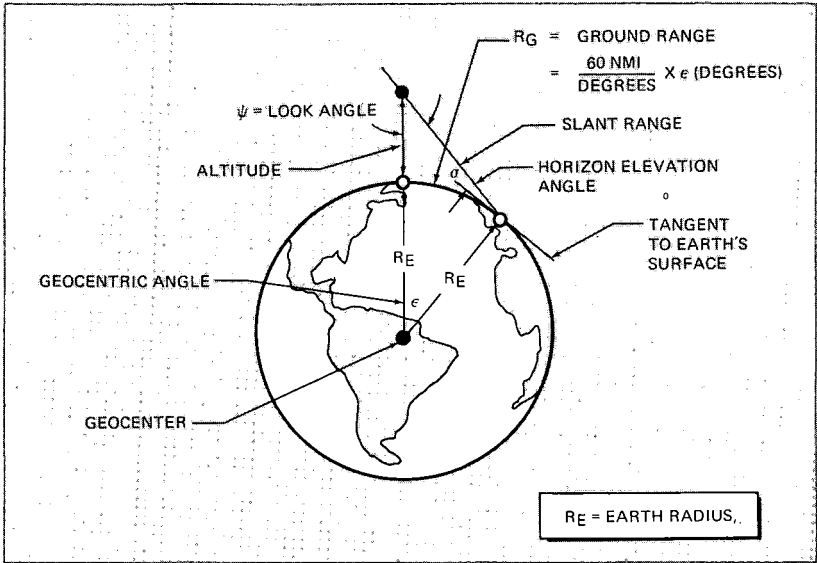 R_G = GROUND RANGE
= 60 NMI / DEGREES X ϵ (DEGREES)
ψ = LOOK ANGLE
SLANT RANGE
ALTITUDE
HORIZON ELEVATION
ANGLE
α
TANGENT
TO EARTH'S
SURFACE
R_E
R_E
GEOCENTRIC ANGLE
ϵ
GEOCENTER
R_E = EARTH RADIUS,